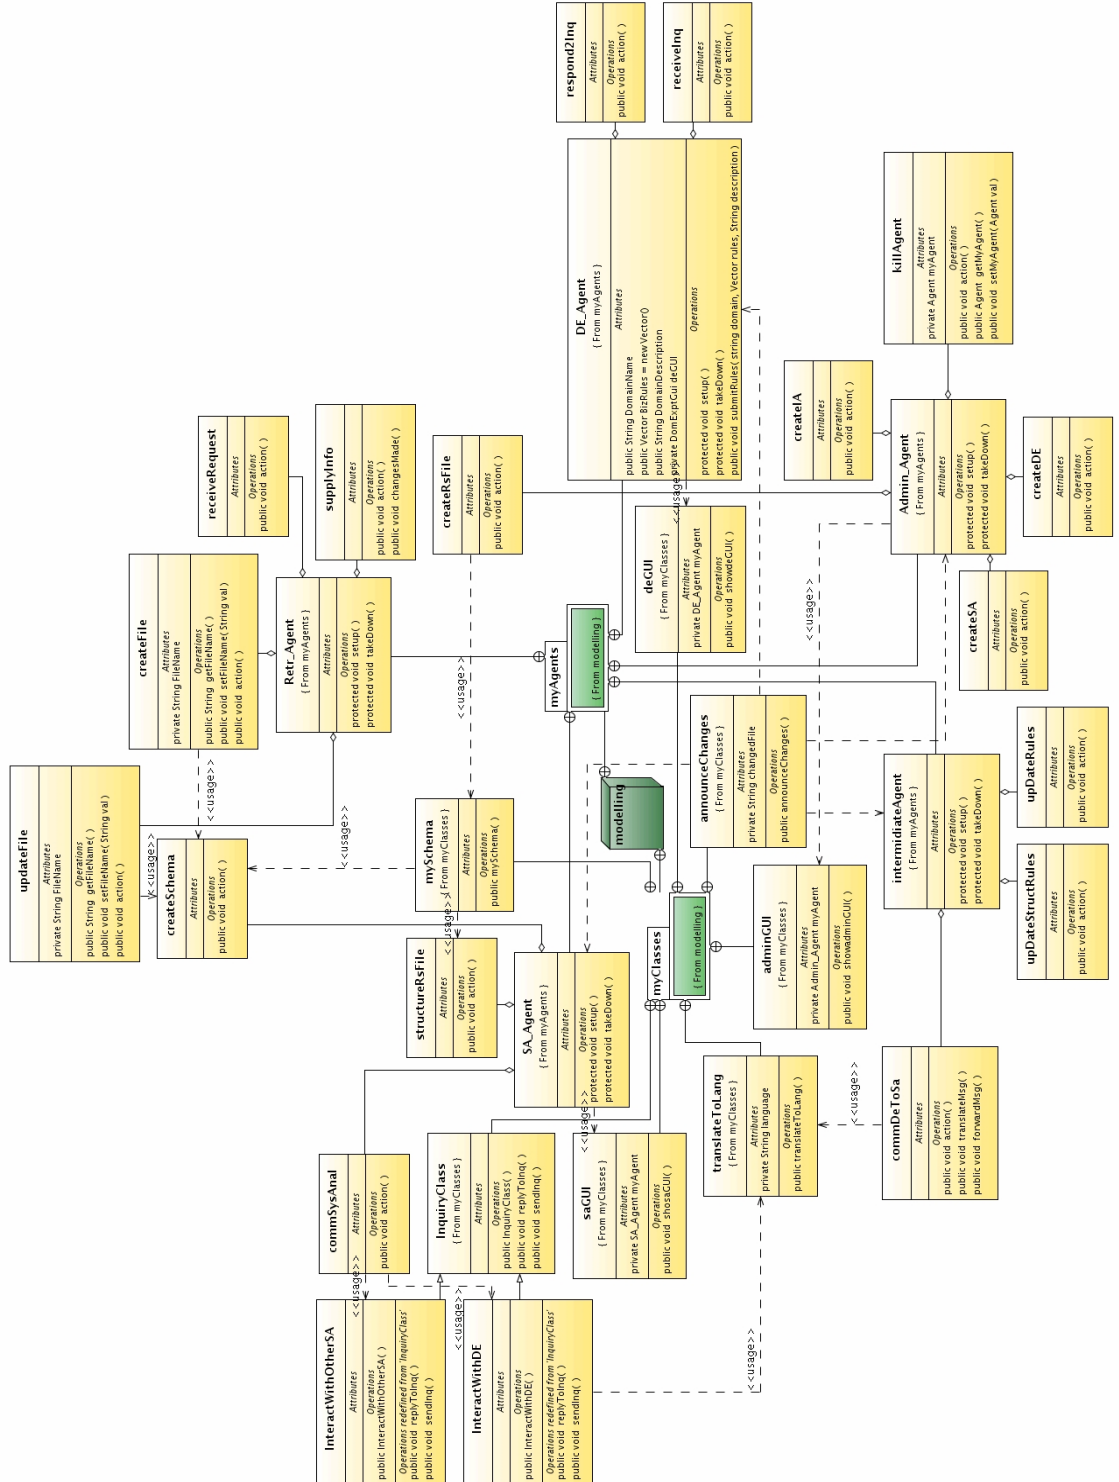 updateFile
Attributes
private String FileName
Operations
public String getFileName( )
public void setFileName( String val)
public void action( )
createFile
Attributes
private String FileName
Operations
public String getFileName( )
public void setFileName( String val)
public void action( )
<<usage>>
<<usage>>
createSchema
Attributes
Operations
public void action( )
receiveRequest
Attributes
Operations
public void action( )
Retr_Agent
{ From myAgents }
Attributes
Operations
protected void setup( )
protected void takeDown( )
supplyInfo
Attributes
Operations
public void action( )
public void changesMade( )
<<usage>>
InteractWithOtherSA
Attributes
Operations
public InteractWithOtherSA( )
Operations redefined from 'InquiryClass'
public void replyToInq( )
public void sendInq( )
commSysAnal
Attributes
Operations
public void action( )
<<usage>>
structureRsFile
Attributes
Operations
public void action( )
mySchema
{ From myClasses }
Attributes
Operations
public mySchema( )
<<usage>>
createRsFile
Attributes
Operations
public void action( )
<<usage>>
InquiryClass
{ From myClasses }
Attributes
Operations
public InquiryClass( )
public void replyToInq( )
public void sendInq( )
<<usage>>
InteractWithDE
Attributes
Operations
public InteractWithDE( )
Operations redefined from 'InquiryClass'
public void replyToInq( )
public void sendInq( )
SA_Agent
{ From myAgents }
Attributes
Operations
protected void setup( )
protected void takeDown( )
<<usage>>
saGUI
{ From myClasses }
Attributes
private SA_Agent myAgent
Operations
public void shosaGUI( )
myAgents
{ From modelling }
modelling
myClasses
{ From modelling }
respond2Inq
Attributes
Operations
public void action( )
receiveInq
Attributes
Operations
public void action( )
DE_Agent
{ From myAgents }
Attributes
public String DomainName
public Vector BizRules = new Vector()
public String DomainDescription
private DomExptGui deGUI
Operations
protected void setup( )
protected void takeDown( )
public void submitRules( string domain, Vector rules, String description )
<<usage>>
deGUI
{ From myClasses }
Attributes
private DE_Agent myAgent
Operations
public void showdeGUI( )
announceChanges
{ From myClasses }
Attributes
private String changedFile
Operations
public announceChanges( )
translateToLang
{ From myClasses }
Attributes
private String language
Operations
public translateToLang( )
<<usage>>
adminGUI
{ From myClasses }
Attributes
private Admin_Agent myAgent
Operations
public void showadminGUI( )
<<usage>>
createIA
Attributes
Operations
public void action( )
<<usage>>
commDeToSa
Attributes
Operations
public void action( )
public void translateMsg( )
public void forwardMsg( )
intermidiateAgent
{ From myAgents }
Attributes
Operations
protected void setup( )
protected void takeDown( )
Admin_Agent
{ From myAgents }
Attributes
Operations
protected void setup( )
protected void takeDown( )
killAgent
Attributes
private Agent myAgent
Operations
public void action( )
public Agent getMyAgent( )
public void setMyAgent( Agent val)
createSA
Attributes
Operations
public void action( )
createDE
Attributes
Operations
public void action( )
upDateStructRules
Attributes
Operations
public void action( )
upDateRules
Attributes
Operations
public void action( )